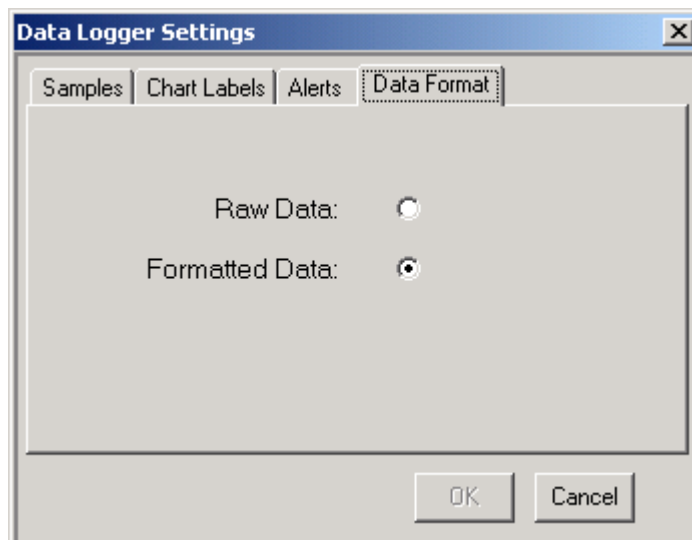 Data Logger Settings
Samples Chart Labels Alerts Data Format
Raw Data:
Formatted Data:
OK Cancel